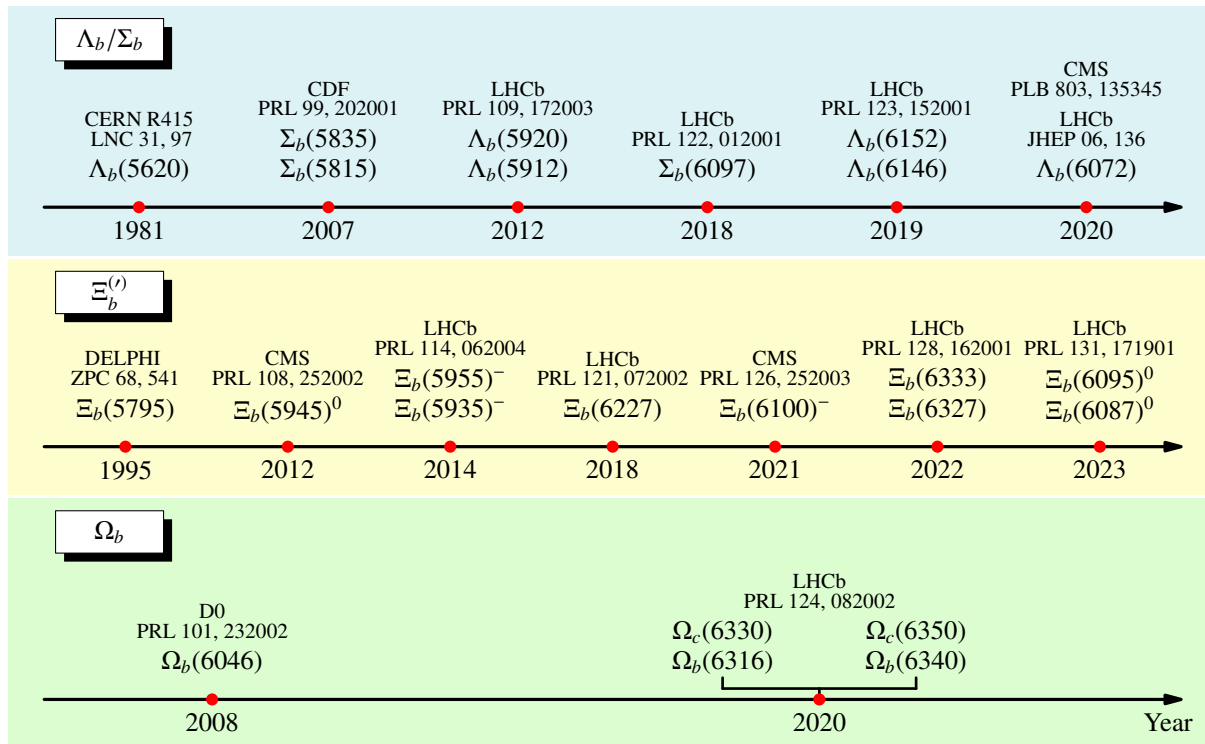 Λb/Σb
CERN R415
LNC 31, 97
Λb(5620)
1981
CDF
PRL 99, 202001
Σb(5835)
Σb(5815)
2007
LHCb
PRL 109, 172003
Λb(5920)
Λb(5912)
2012
LHCb
PRL 122, 012001
Σb(6097)
2018
LHCb
PRL 123, 152001
Λb(6152)
Λb(6146)
2019
CMS
PLB 803, 135345
LHCb
JHEP 06, 136
Λb(6072)
2020
Ξb(′)
DELPHI
ZPC 68, 541
Ξb(5795)
1995
CMS
PRL 108, 252002
Ξb(5945)⁰
2012
LHCb
PRL 114, 062004
Ξb(5955)⁻
Ξb(5935)⁻
2014
LHCb
PRL 121, 072002
Ξb(6227)
2018
CMS
PRL 126, 252003
Ξb(6100)⁻
2021
LHCb
PRL 128, 162001
Ξb(6333)
Ξb(6327)
2022
LHCb
PRL 131, 171901
Ξb(6095)⁰
Ξb(6087)⁰
2023
Ωb
D0
PRL 101, 232002
Ωb(6046)
2008
LHCb
PRL 124, 082002
Ωc(6330)
Ωb(6316)
Ωc(6350)
Ωb(6340)
2020
Year